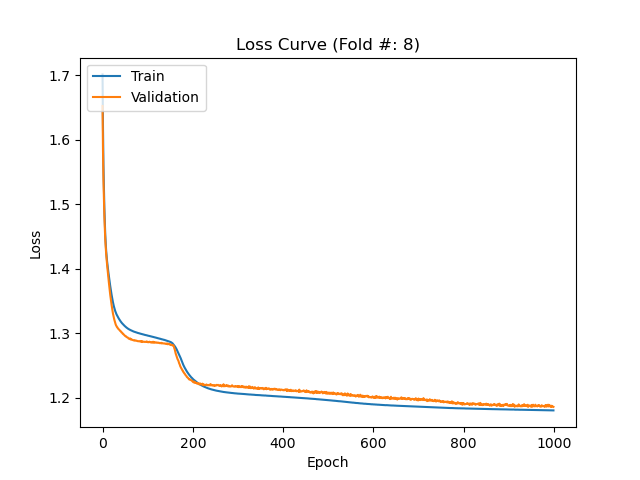 Loss Curve (Fold #: 8)
Train
Validation
Loss
1.7
1.6
1.5
1.4
1.3
1.2
0 200 400 600 800 1000
Epoch